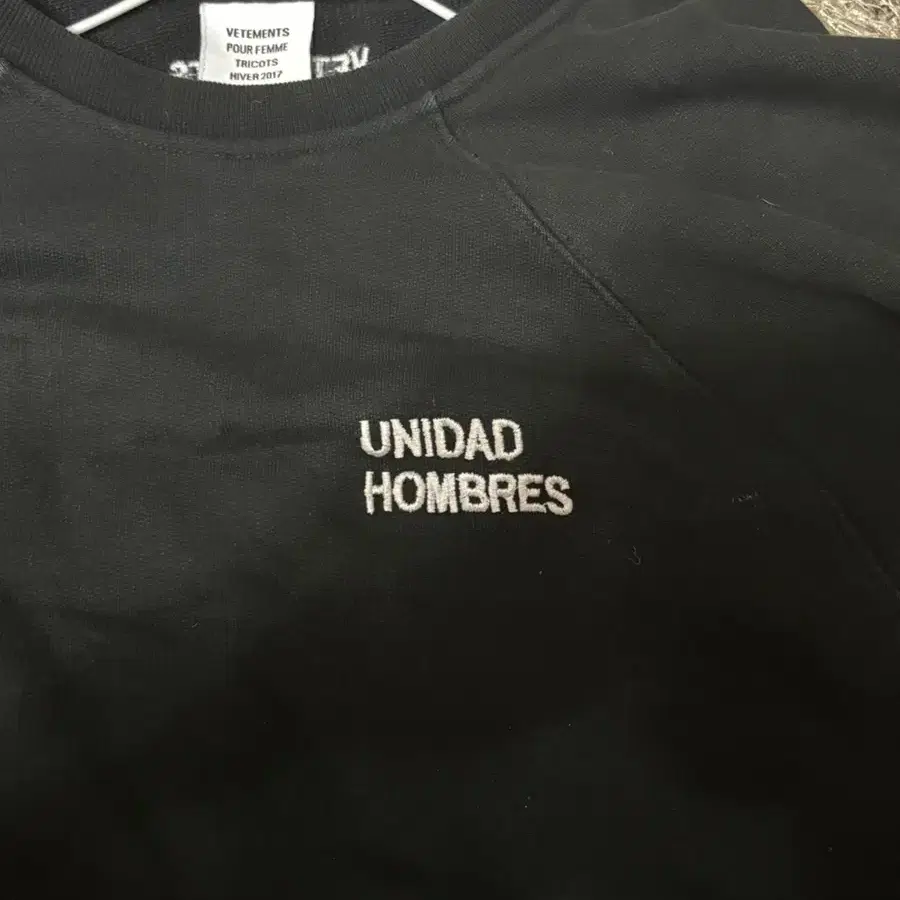 VETEMENTS
POUR FEMME
TRICOTS
HIVER 2017
UNIDAD
HOMBRES